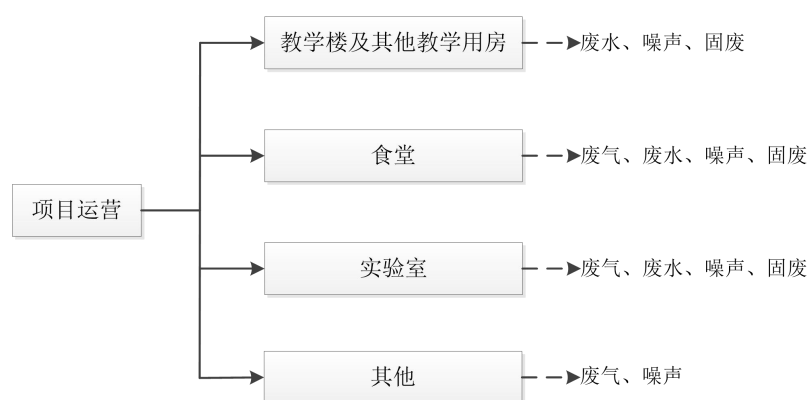 教学楼及其他教学用房
废水、噪声、固废
食堂
废气、废水、噪声、固废
项目运营
实验室
废气、废水、噪声、固废
其他
废气、噪声